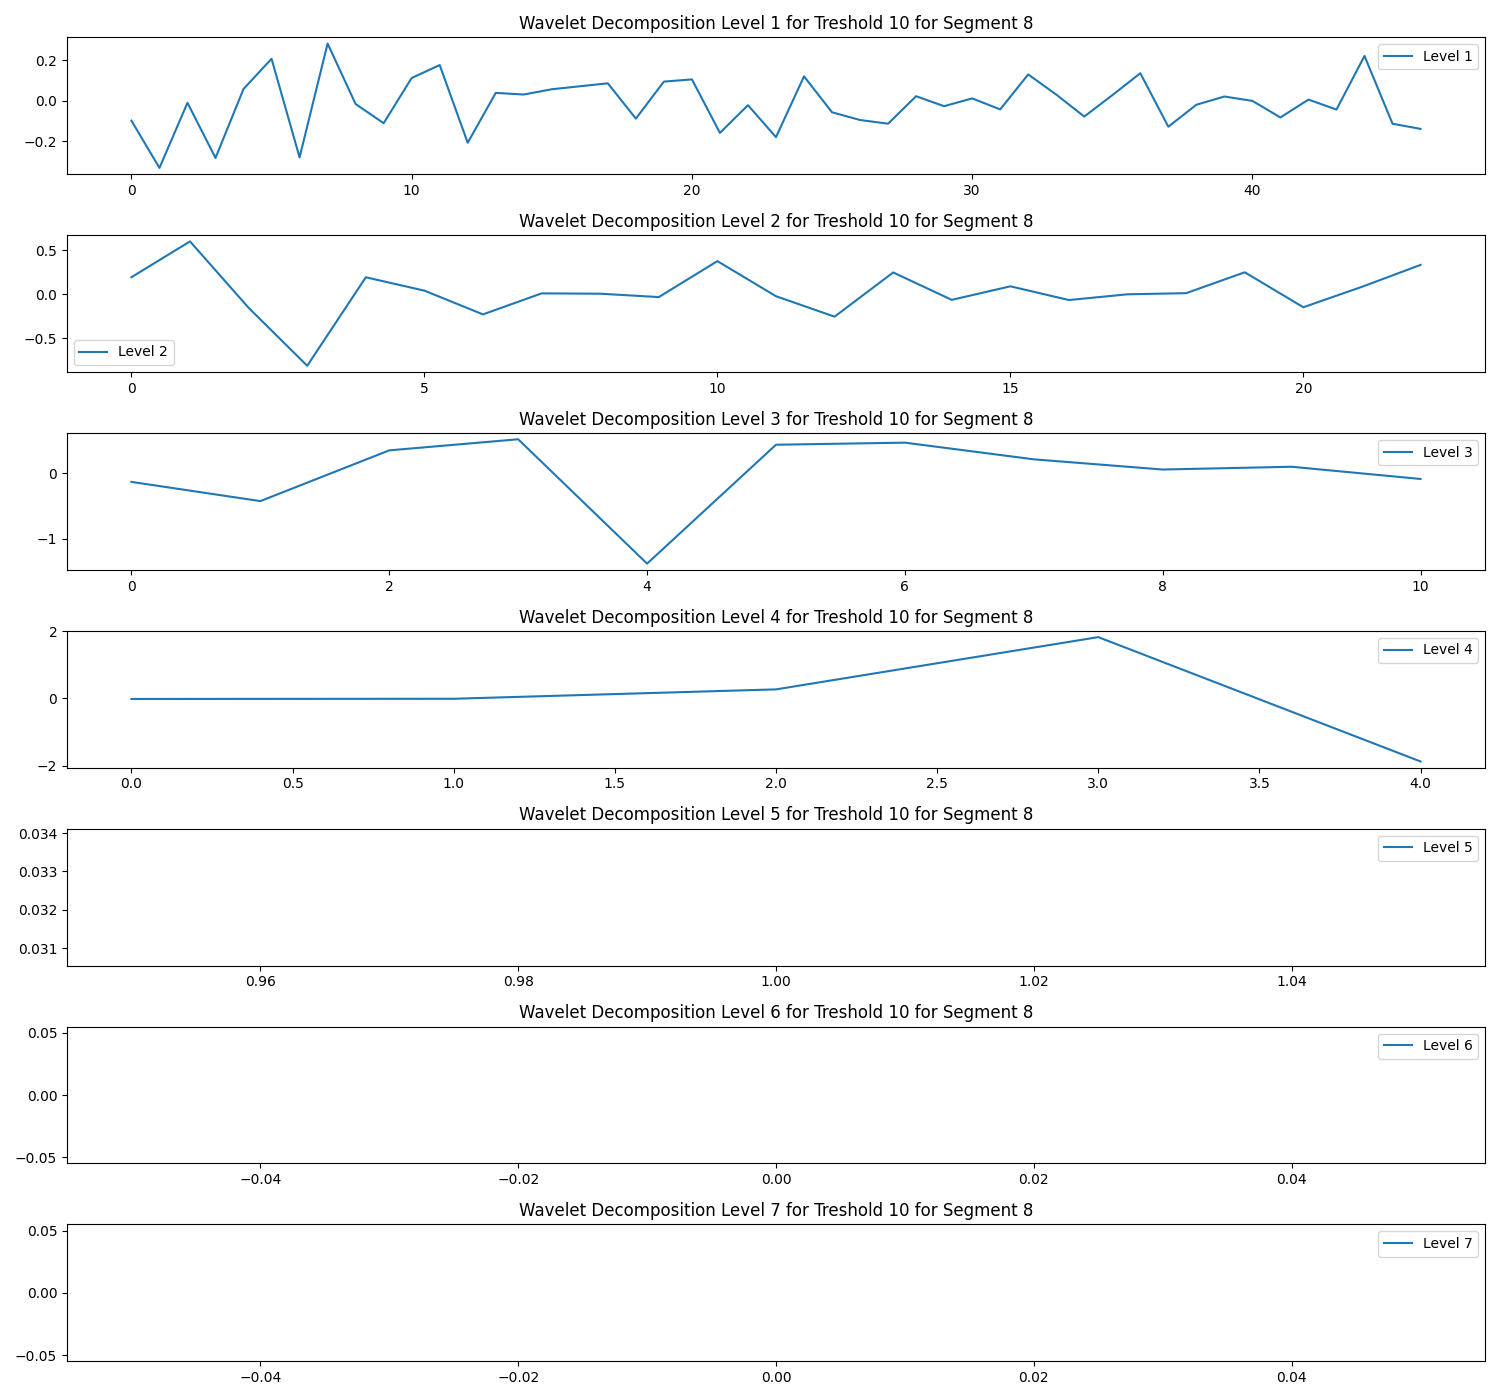 Wavelet Decomposition Level 1 for Treshold 10 for Segment 8
0.2
0.0
−0.2
Level 1
0 10 20 30 40
Wavelet Decomposition Level 2 for Treshold 10 for Segment 8
0.5
0.0
−0.5
Level 2
0 5 10 15 20
Wavelet Decomposition Level 3 for Treshold 10 for Segment 8
0
−1
Level 3
0 2 4 6 8 10
Wavelet Decomposition Level 4 for Treshold 10 for Segment 8
2
0
−2
Level 4
0.0 0.5 1.0 1.5 2.0 2.5 3.0 3.5 4.0
Wavelet Decomposition Level 5 for Treshold 10 for Segment 8
0.034
0.033
0.032
0.031
Level 5
0.96 0.98 1.00 1.02 1.04
Wavelet Decomposition Level 6 for Treshold 10 for Segment 8
0.05
0.00
−0.05
Level 6
−0.04 −0.02 0.00 0.02 0.04
Wavelet Decomposition Level 7 for Treshold 10 for Segment 8
0.05
0.00
−0.05
Level 7
−0.04 −0.02 0.00 0.02 0.04